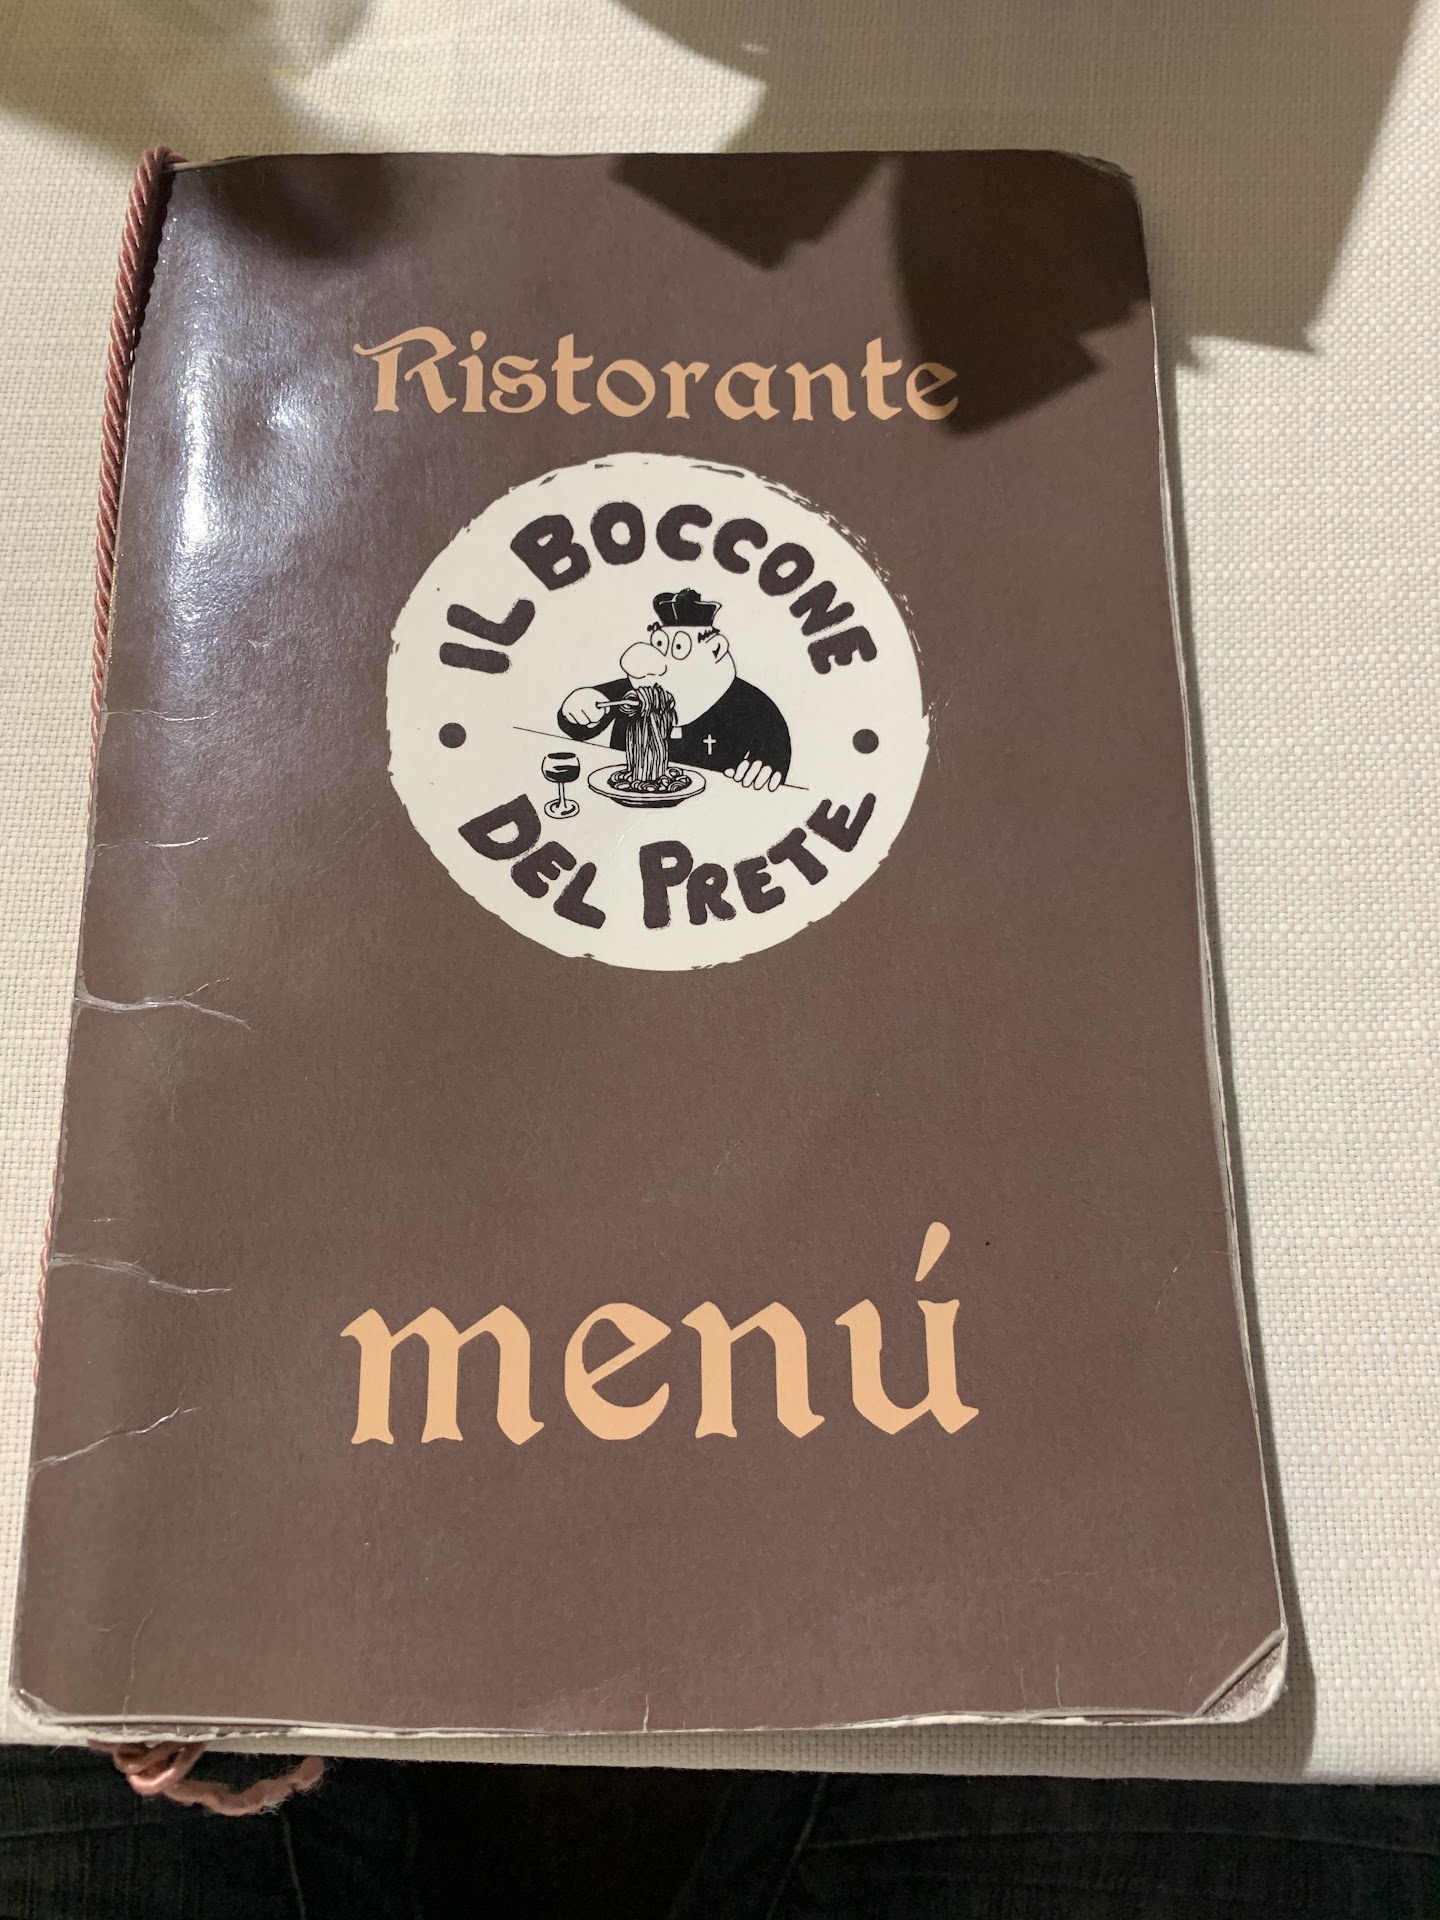 Ristorante
IL BOCCONE
DEL PRETE
menú